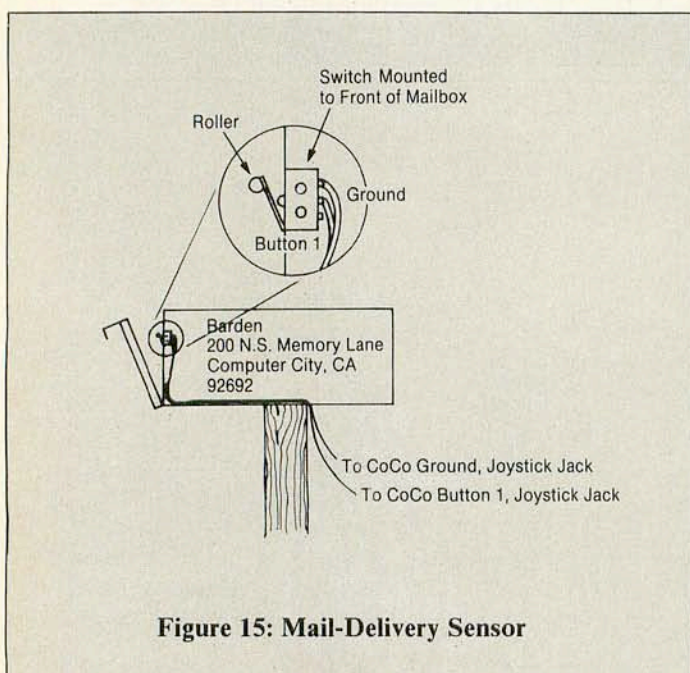 Switch Mounted
to Front of Mailbox
Roller
Ground
Button 1
Barden
200 N.S. Memory Lane
Computer City, CA
92692
To CoCo Ground, Joystick Jack
To CoCo Button 1, Joystick Jack
Figure 15: Mail-Delivery Sensor